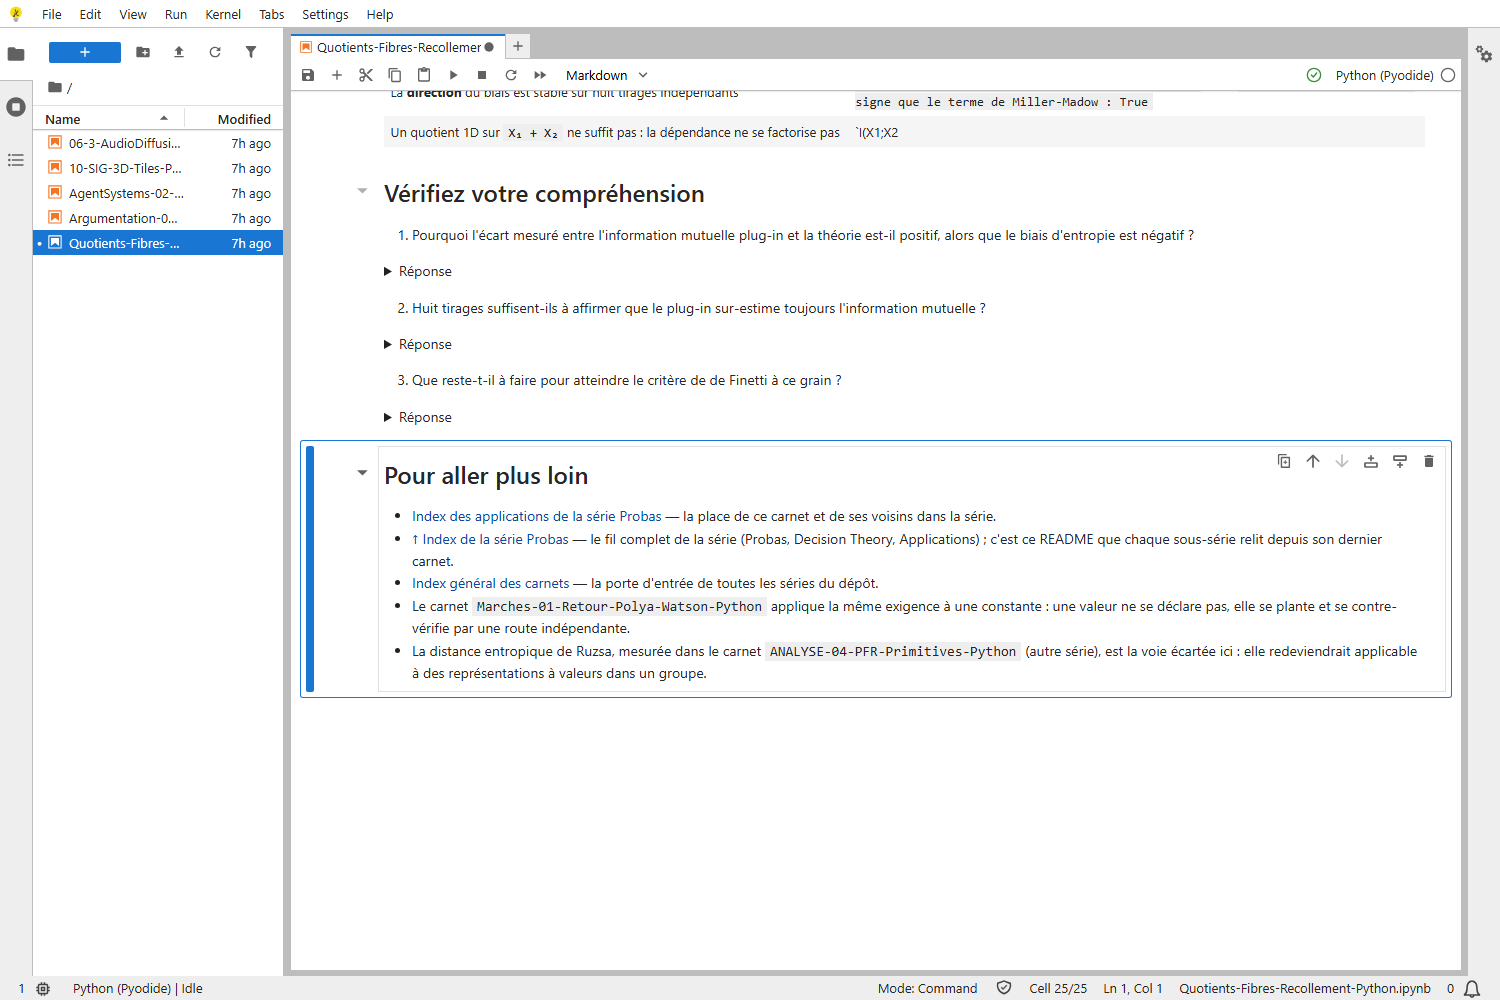 File Edit View Run Kernel Tabs Settings Help
/
Name Modified
06-3-AudioDiffusi... 7h ago
10-SIG-3D-Tiles-P... 7h ago
AgentSystems-02-... 7h ago
Argumentation-0... 7h ago
Quotients-Fibres-... 7h ago
Quotients-Fibres-Recollemer
Markdown
Python (Pyodide)
La direction du biais est stable sur huit tirages indépendants
signe que le terme de Miller-Madow : True
Un quotient 1D sur X₁ + X₂ ne suffit pas : la dépendance ne se factorise pas `I(X1;X2
Vérifiez votre compréhension
1. Pourquoi l'écart mesuré entre l'information mutuelle plug-in et la théorie est-il positif, alors que le biais d'entropie est négatif ?
Réponse
2. Huit tirages suffisent-ils à affirmer que le plug-in sur-estime toujours l'information mutuelle ?
Réponse
3. Que reste-t-il à faire pour atteindre le critère de de Finetti à ce grain ?
Réponse
Pour aller plus loin
Index des applications de la série Probas — la place de ce carnet et de ses voisins dans la série.
↑ Index de la série Probas — le fil complet de la série (Probas, Decision Theory, Applications) ; c'est ce README que chaque sous-série relit depuis son dernier
carnet.
Index général des carnets — la porte d'entrée de toutes les séries du dépôt.
Le carnet Marches-01-Retour-Polya-Watson-Python applique la même exigence à une constante : une valeur ne se déclare pas, elle se plante et se contre-
vérifie par une route indépendante.
La distance entropique de Ruzsa, mesurée dans le carnet ANALYSE-04-PFR-Primitives-Python (autre série), est la voie écartée ici : elle redeviendrait applicable
à des représentations à valeurs dans un groupe.
1 Python (Pyodide) | Idle Mode: Command Cell 25/25 Ln 1, Col 1 Quotients-Fibres-Recollement-Python.ipynb 0